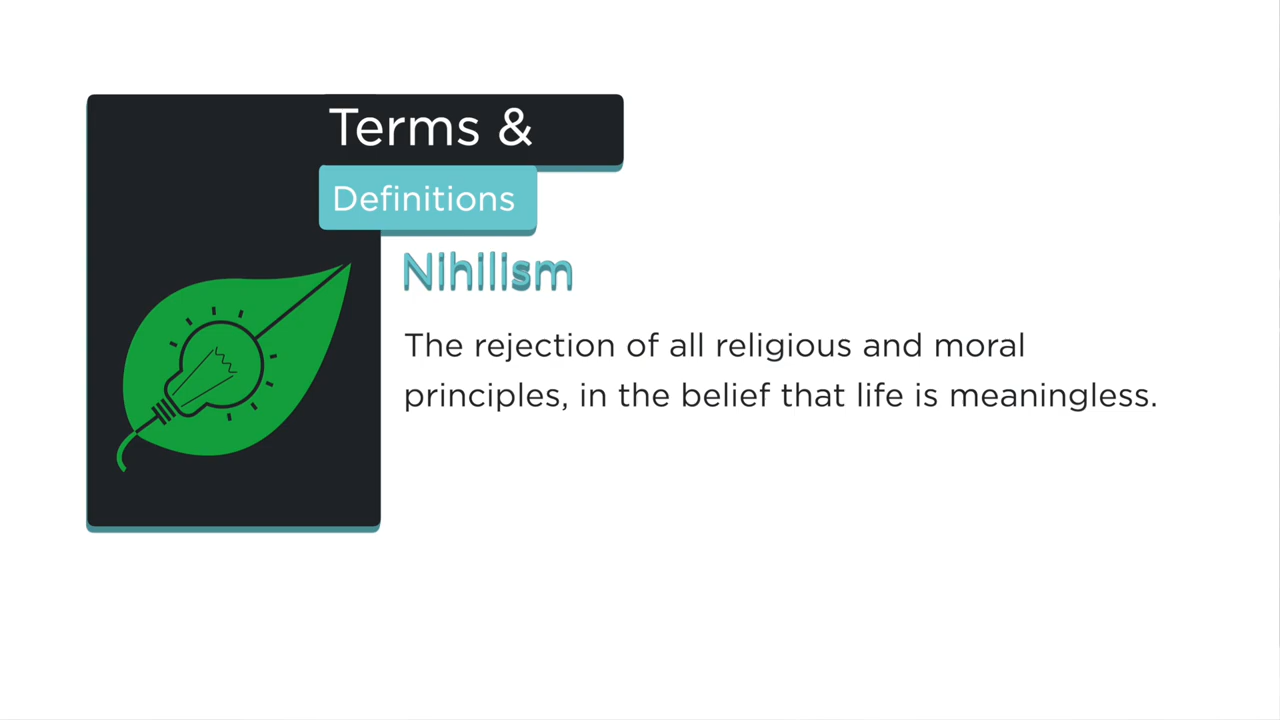 Terms &
Definitions
Nihilism
The rejection of all religious and moral
principles, in the belief that life is meaningless.